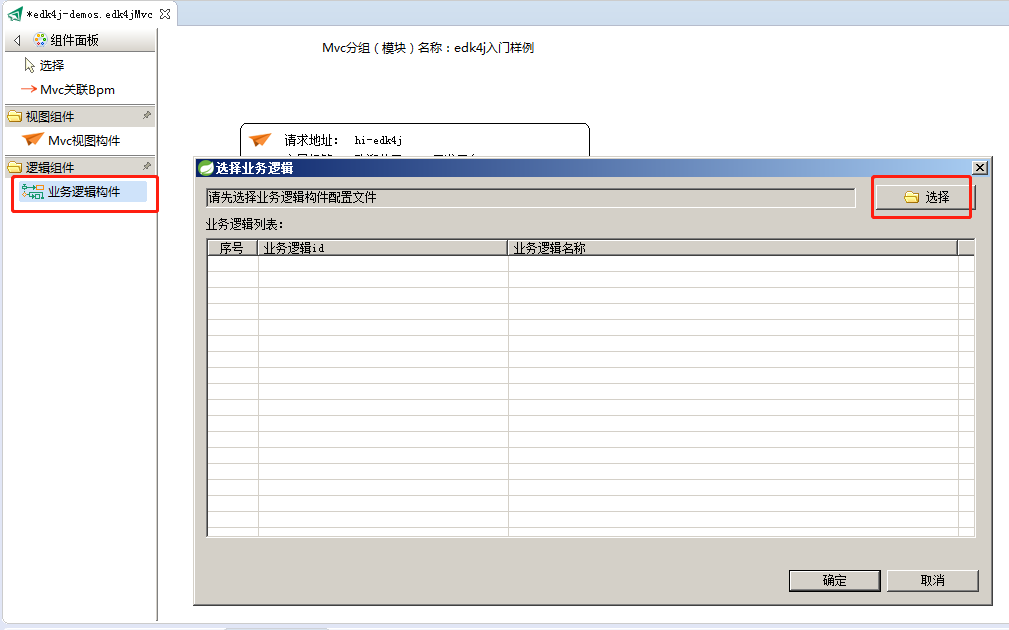 *edk4j-demos.edk4jMvc
组件面板
选择
Mvc关联Bpm
视图组件
Mvc视图构件
逻辑组件
业务逻辑构件
Mvc分组（模块）名称：edk4j入门样例
请求地址： hi-edk4j
选择业务逻辑
请先选择业务逻辑构件配置文件
选择
业务逻辑列表：
序号 业务逻辑id 业务逻辑名称
确定 取消